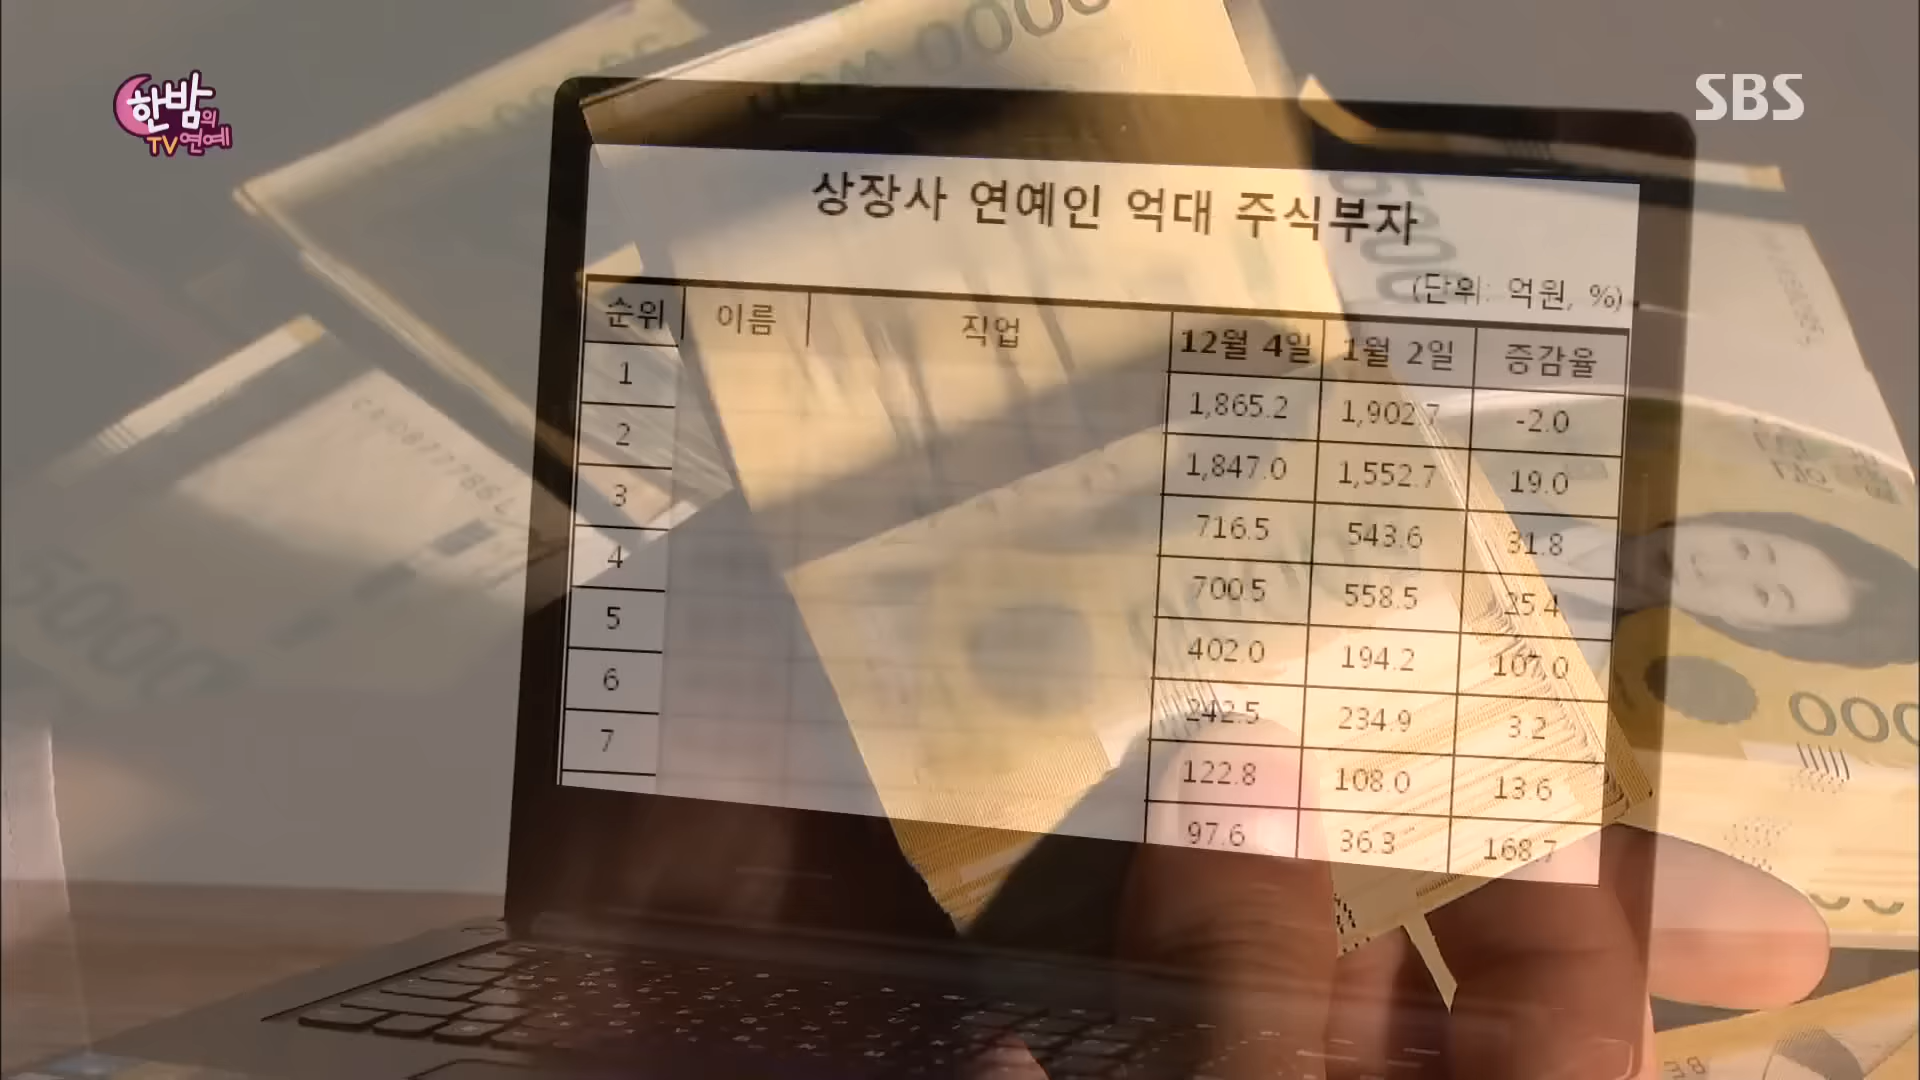 한밤의
TV연예
SBS
상장사 연예인 억대 주식부자
(단위: 억원, %)
순위 이름 직업 12월 4일 1월 2일 증감율
1 1,865.2 1,902.7 -2.0
2 1,847.0 1,552.7 19.0
3 716.5 543.6 31.8
4 700.5 558.5 25.4
5 402.0 194.2 107.0
6 242.5 234.9 3.2
7 122.8 108.0 13.6
97.6 36.3 168.7
0000
5000
5000
000